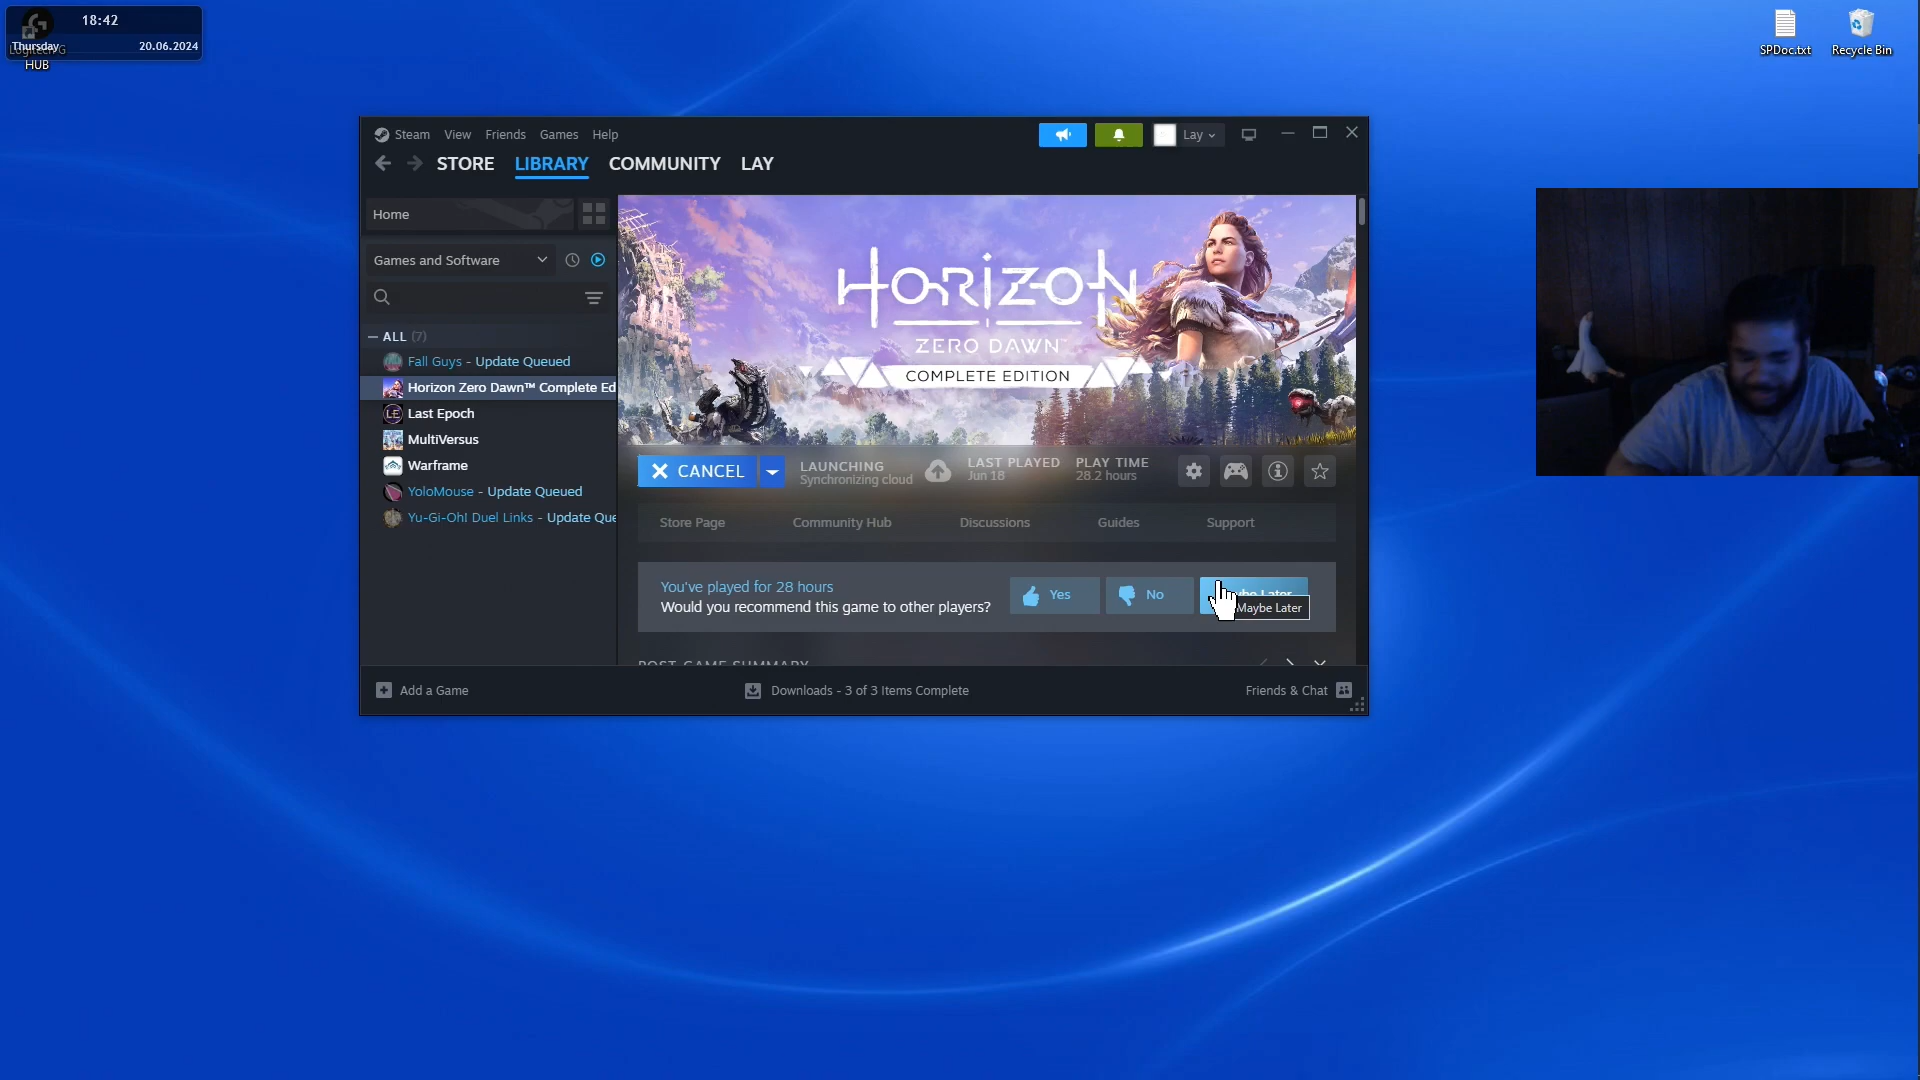 18:42
Thursday 20.06.2024
HUB
SPDoc.txt
Recycle Bin
Steam View Friends Games Help
Lay
STORE LIBRARY COMMUNITY LAY
Home
Games and Software
ALL (7)
Fall Guys - Update Queued
Horizon Zero Dawn™ Complete Ed
Last Epoch
MultiVersus
Warframe
YoloMouse - Update Queued
Yu-Gi-Oh! Duel Links - Update Que
HORIZON
ZERO DAWN™
COMPLETE EDITION
CANCEL
LAUNCHING
Synchronizing cloud
LAST PLAYED
Jun 18
PLAY TIME
28.2 hours
Store Page Community Hub Discussions Guides Support
You've played for 28 hours
Would you recommend this game to other players?
Yes
No
Maybe Later
POST-GAME SUMMARY
Add a Game
Downloads - 3 of 3 Items Complete
Friends & Chat